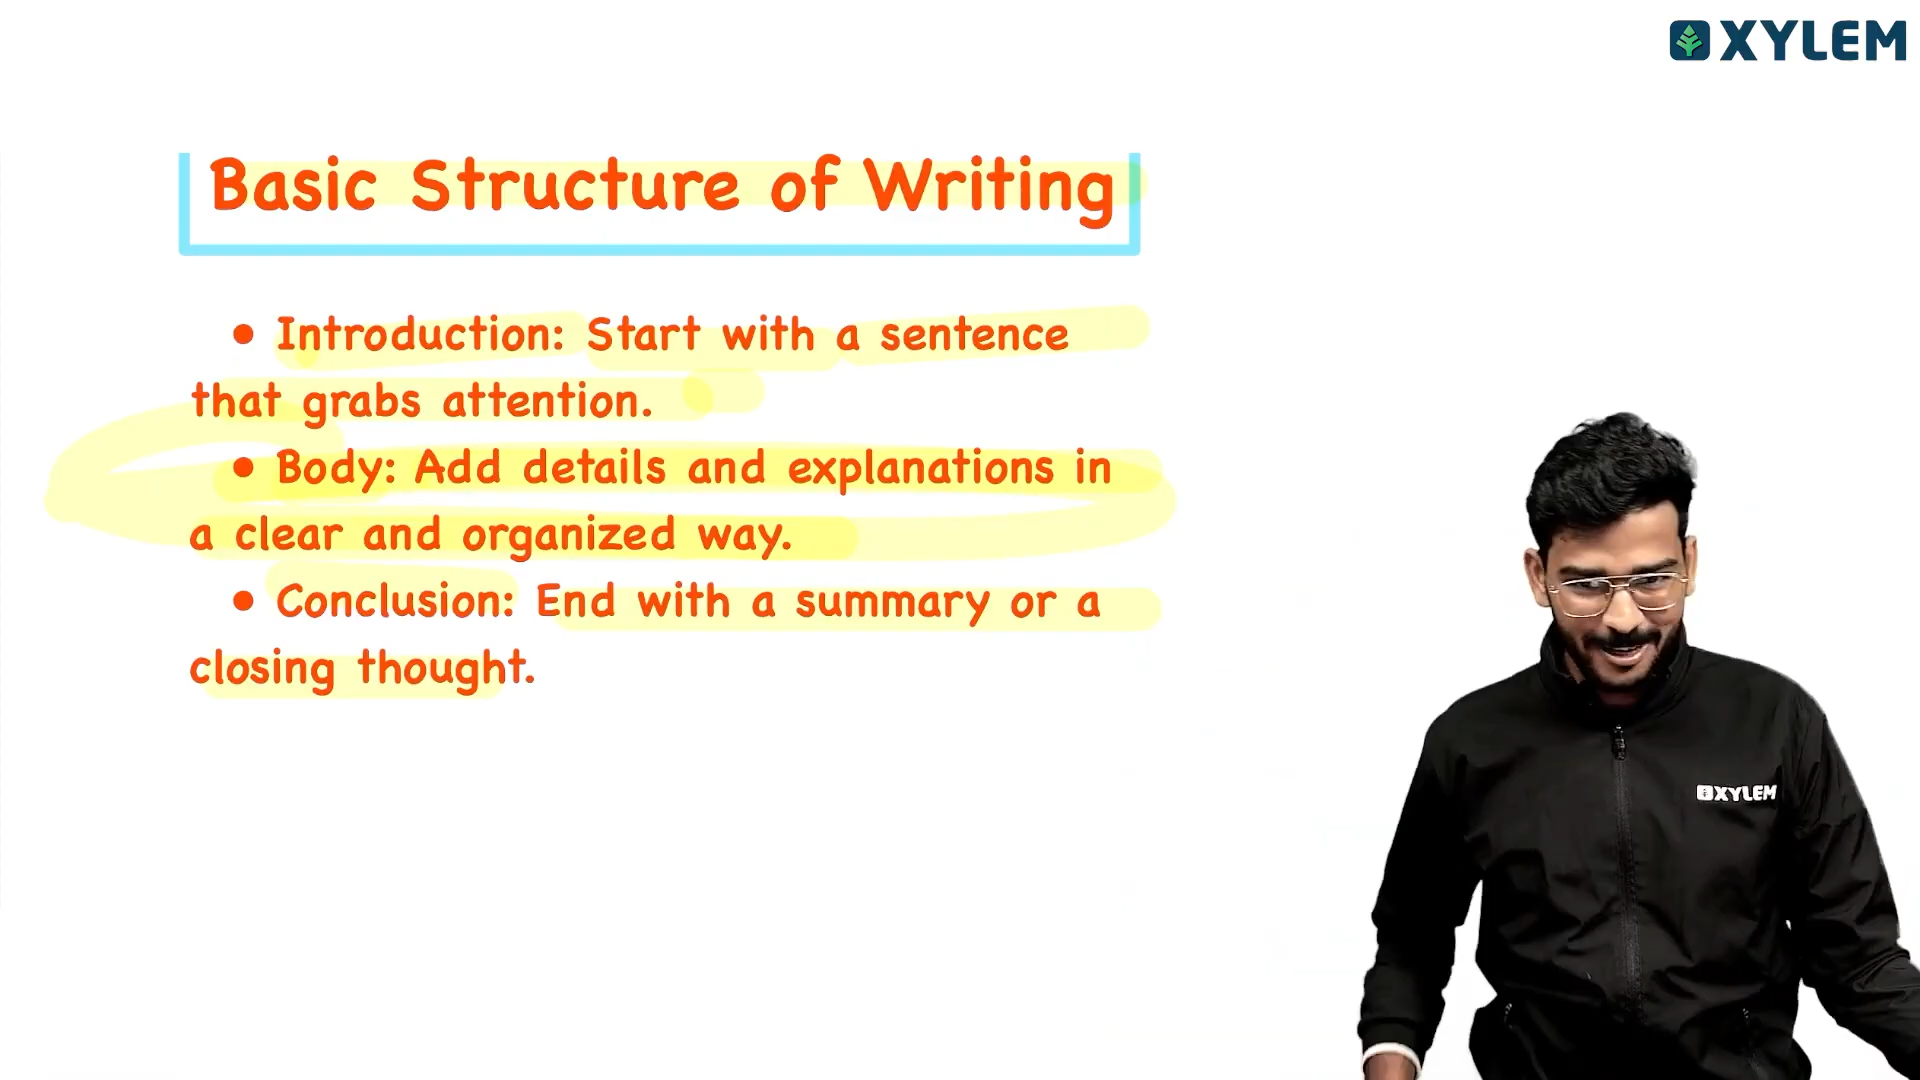 XYLEM
Basic Structure of Writing
• Introduction: Start with a sentence
that grabs attention.
• Body: Add details and explanations in
a clear and organized way.
• Conclusion: End with a summary or a
closing thought.
XYLEM